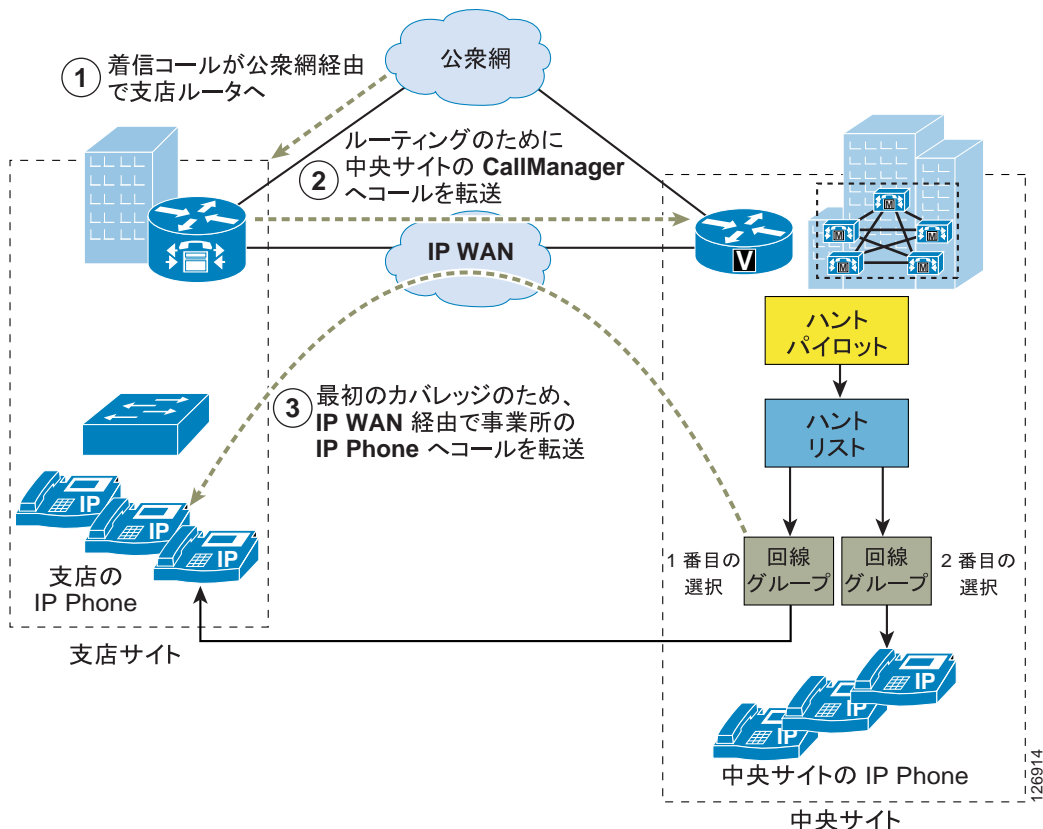 公衆網
1
着信コールが公衆網経由
で支店ルータへ
2
ルーティングのために
中央サイトの CallManager
へコールを転送
IP WAN
V
M
M
M
M
M
ハント
パイロット
ハント
リスト
3
最初のカバレッジのため、
IP WAN 経由で事業所の
IP Phone へコールを転送
1 番目の
選択
回線
グループ
回線
グループ
2 番目の
選択
IP
IP
IP
支店の
IP Phone
支店サイト
IP
IP
IP
中央サイトの IP Phone
中央サイト
126914